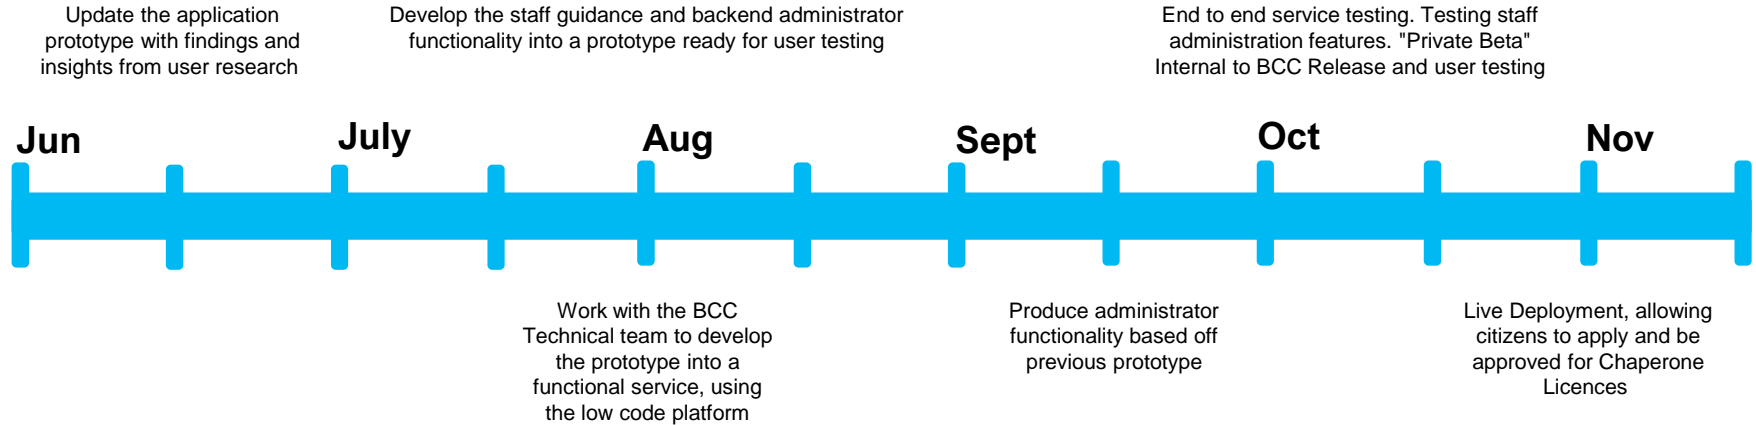 Update the application
prototype with findings and
insights from user research
Develop the staff guidance and backend administrator
functionality into a prototype ready for user testing
End to end service testing. Testing staff
administration features. "Private Beta"
Internal to BCC Release and user testing
Jun
July
Aug
Sept
Oct
Nov
Work with the BCC
Technical team to develop
the prototype into a
functional service, using
the low code platform
Produce administrator
functionality based off
previous prototype
Live Deployment, allowing
citizens to apply and be
approved for Chaperone
Licences